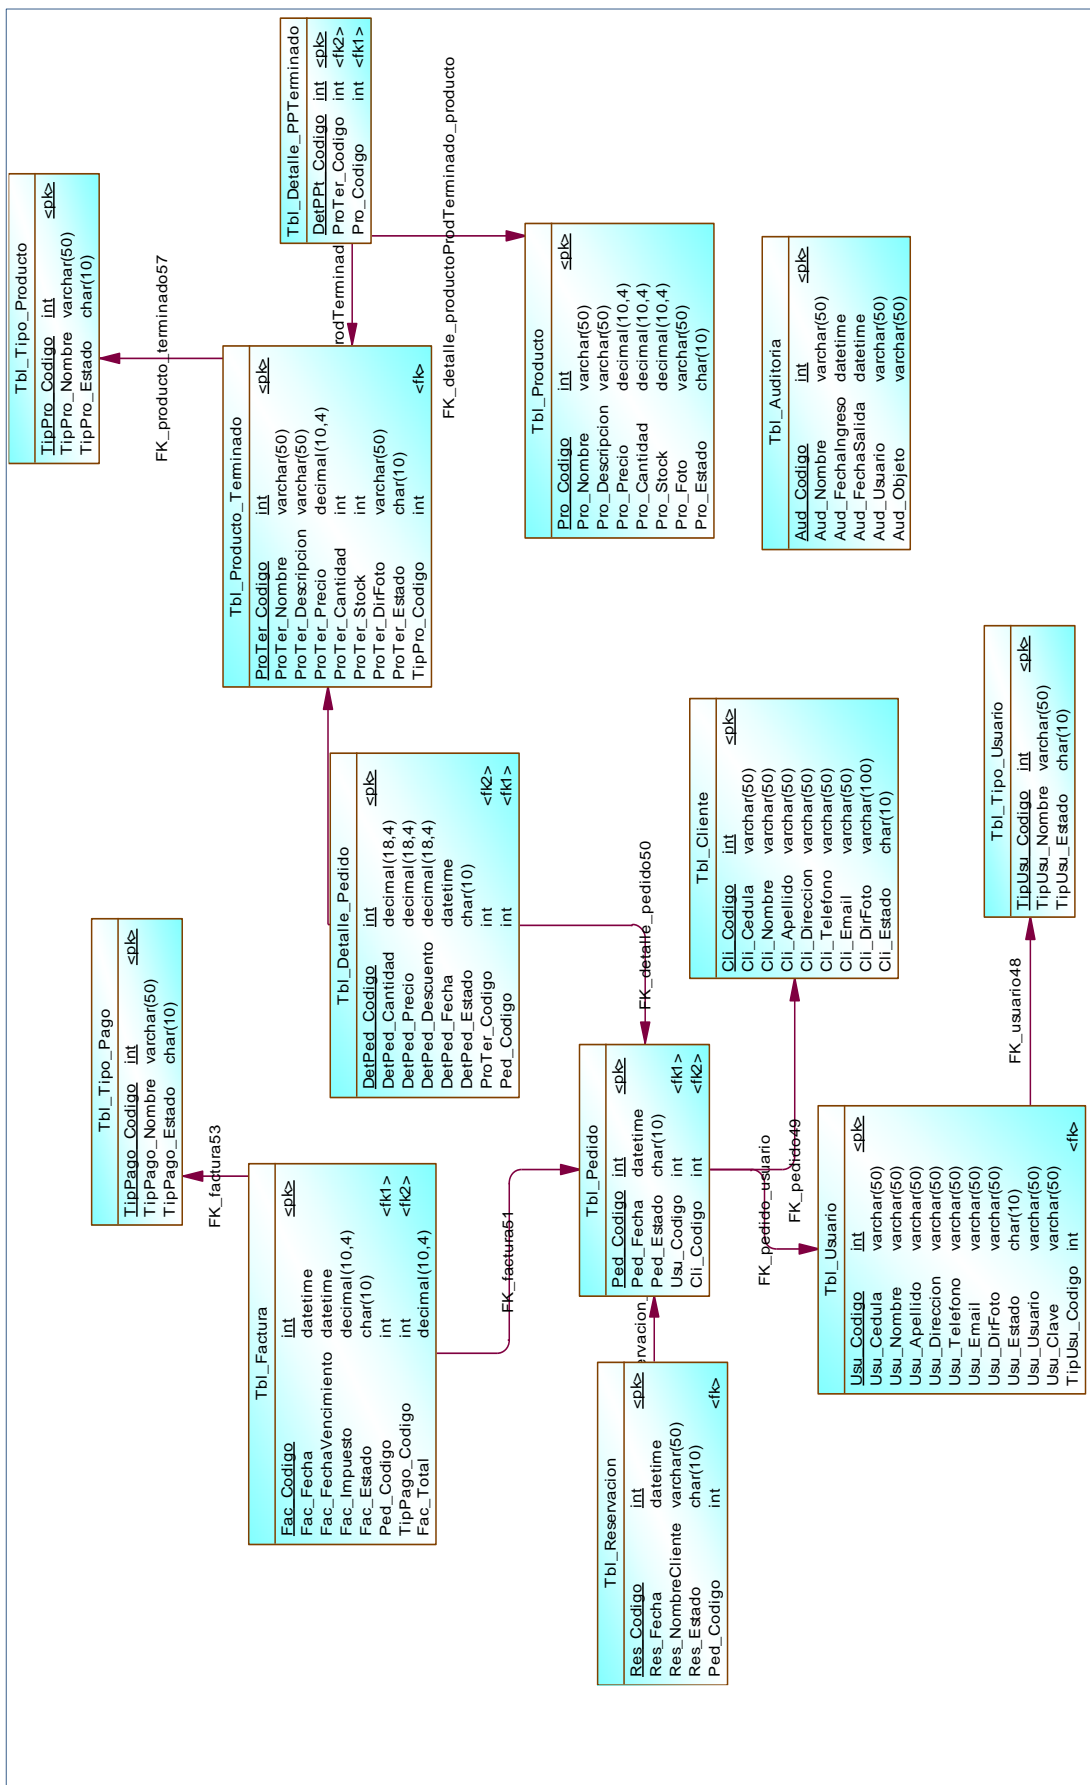 Tbl_Tipo_Producto
TipPro_Codigo int <pk>
TipPro_Nombre varchar(50)
TipPro_Estado char(10)
FK_producto_terminado57
Tbl_Detalle_PPTerminado
DetPPt_Codigo int <pk>
ProTer_Codigo int <fk2>
Pro_Codigo int <fk1>
rodTerminad
FK_detalle_productoProdTerminado_producto
Tbl_Producto_Terminado
ProTer_Codigo int <pk>
ProTer_Nombre varchar(50)
ProTer_Descripcion varchar(50)
ProTer_Precio decimal(10,4)
ProTer_Cantidad int
ProTer_Stock int
ProTer_DirFoto varchar(50)
ProTer_Estado char(10)
TipPro_Codigo int <fk>
Tbl_Producto
Pro_Codigo int <pk>
Pro_Nombre varchar(50)
Pro_Descripcion varchar(50)
Pro_Precio decimal(10,4)
Pro_Cantidad decimal(10,4)
Pro_Stock decimal(10,4)
Pro_Foto varchar(50)
Pro_Estado char(10)
Tbl_Auditoria
Aud_Codigo int <pk>
Aud_Nombre varchar(50)
Aud_FechaIngreso datetime
Aud_FechaSalida datetime
Aud_Usuario varchar(50)
Aud_Objeto varchar(50)
Tbl_Tipo_Pago
TipPago_Codigo int <pk>
TipPago_Nombre varchar(50)
TipPago_Estado char(10)
FK_factura53
Tbl_Detalle_Pedido
DetPed_Codigo int <pk>
DetPed_Cantidad decimal(18,4)
DetPed_Precio decimal(18,4)
DetPed_Descuento decimal(18,4)
DetPed_Fecha datetime
DetPed_Estado char(10)
ProTer_Codigo int <fk2>
Ped_Codigo int <fk1>
FK_detalle_pedido50
Tbl_Cliente
Cli_Codigo int <pk>
Cli_Cedula varchar(50)
Cli_Nombre varchar(50)
Cli_Apellido varchar(50)
Cli_Direccion varchar(50)
Cli_Telefono varchar(50)
Cli_Email varchar(50)
Cli_DirFoto varchar(100)
Cli_Estado char(10)
Tbl_Tipo_Usuario
TipUsu_Codigo int <pk>
TipUsu_Nombre varchar(50)
TipUsu_Estado char(10)
FK_usuario48
Tbl_Factura
Fac_Codigo int <pk>
Fac_Fecha datetime
Fac_FechaVencimiento datetime
Fac_Impuesto decimal(10,4)
Fac_Estado char(10)
Ped_Codigo int <fk1>
TipPago_Codigo int <fk2>
Fac_Total decimal(10,4)
FK_factura51
Tbl_Pedido
Ped_Codigo int <pk>
Ped_Fecha datetime
Ped_Estado char(10)
Usu_Codigo int <fk1>
Cli_Codigo int <fk2>
FK_pedido_usuario
FK_pedido49
Tbl_Reservacion
Res_Codigo int <pk>
Res_Fecha datetime
Res_NombreCliente varchar(50)
Res_Estado char(10)
Ped_Codigo int <fk>
ervacion_
Tbl_Usuario
Usu_Codigo int <pk>
Usu_Cedula varchar(50)
Usu_Nombre varchar(50)
Usu_Apellido varchar(50)
Usu_Direccion varchar(50)
Usu_Telefono varchar(50)
Usu_Email varchar(50)
Usu_DirFoto varchar(50)
Usu_Estado char(10)
Usu_Usuario varchar(50)
Usu_Clave varchar(50)
TipUsu_Codigo int <fk>